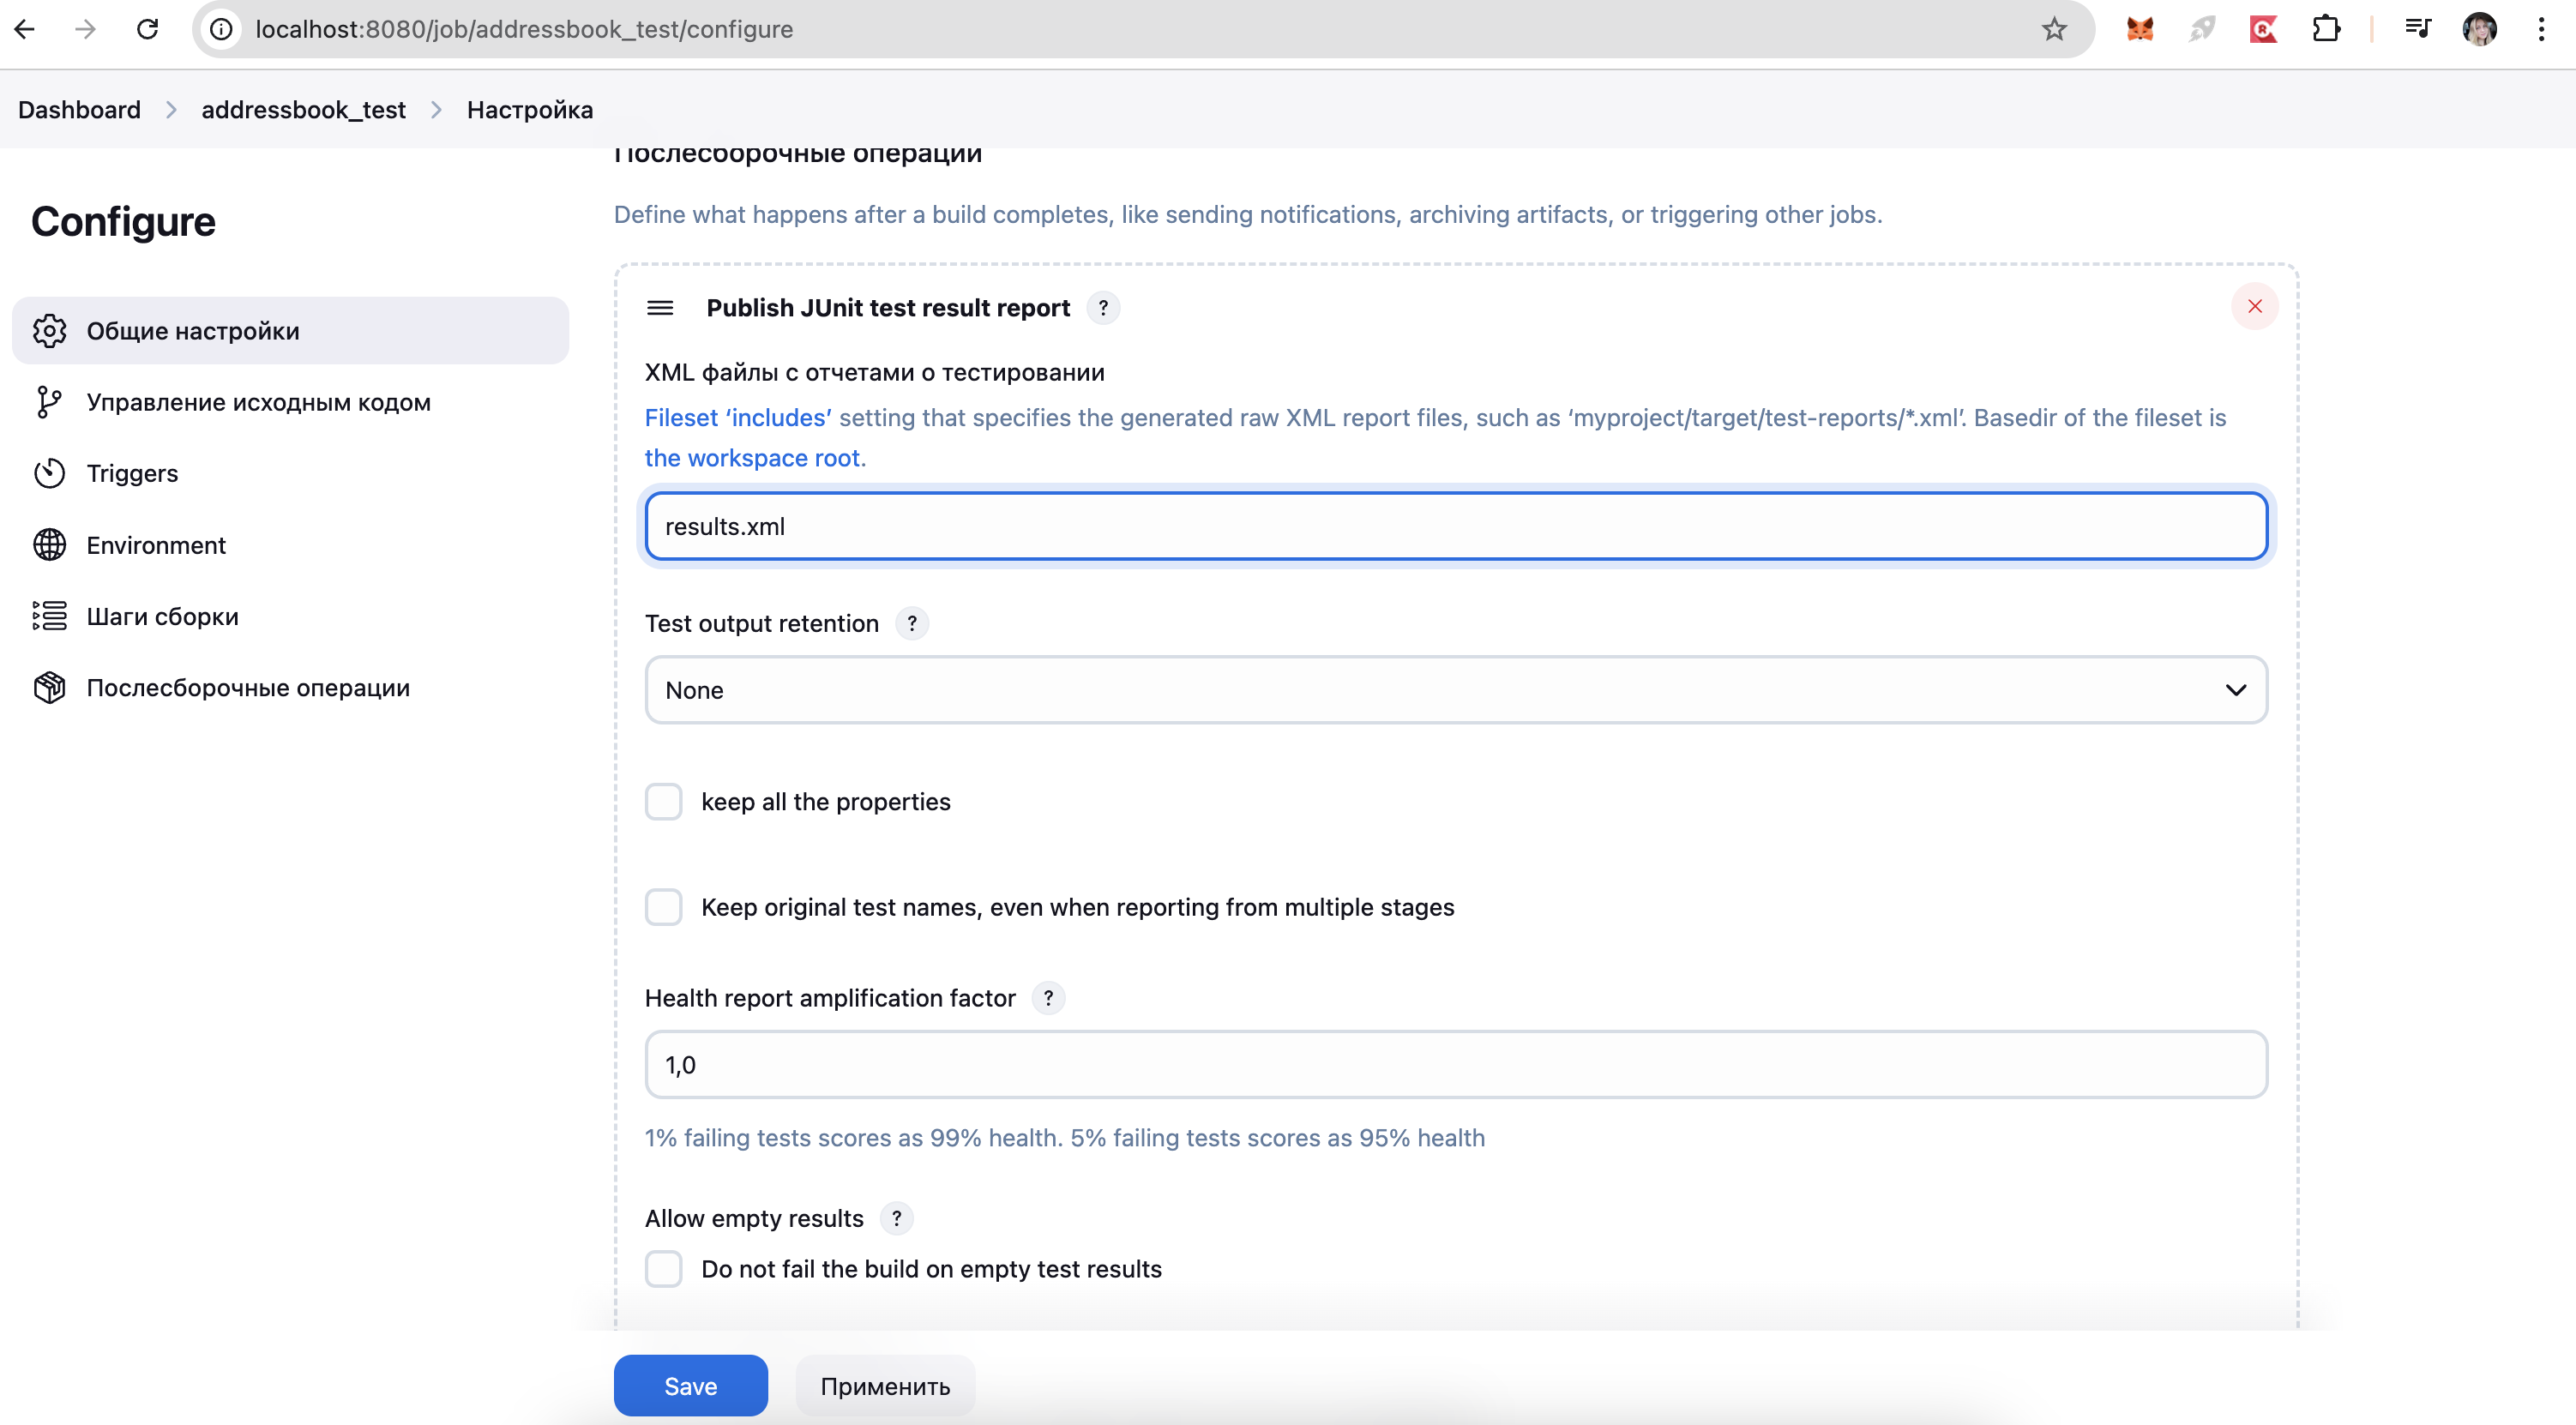 localhost:8080/job/addressbook_test/configure
Dashboard > addressbook_test > Настройка
Послесборочные операции
Configure
Define what happens after a build completes, like sending notifications, archiving artifacts, or triggering other jobs.
Publish JUnit test result report ?
Общие настройки
XML файлы с отчетами о тестировании
Управление исходным кодом
Fileset ‘includes’ setting that specifies the generated raw XML report files, such as ‘myproject/target/test-reports/*.xml’. Basedir of the fileset is
the workspace root.
Triggers
results.xml
Environment
Шаги сборки
Test output retention ?
Послесборочные операции
None
keep all the properties
Keep original test names, even when reporting from multiple stages
Health report amplification factor ?
1,0
1% failing tests scores as 99% health. 5% failing tests scores as 95% health
Allow empty results ?
Do not fail the build on empty test results
Save
Применить